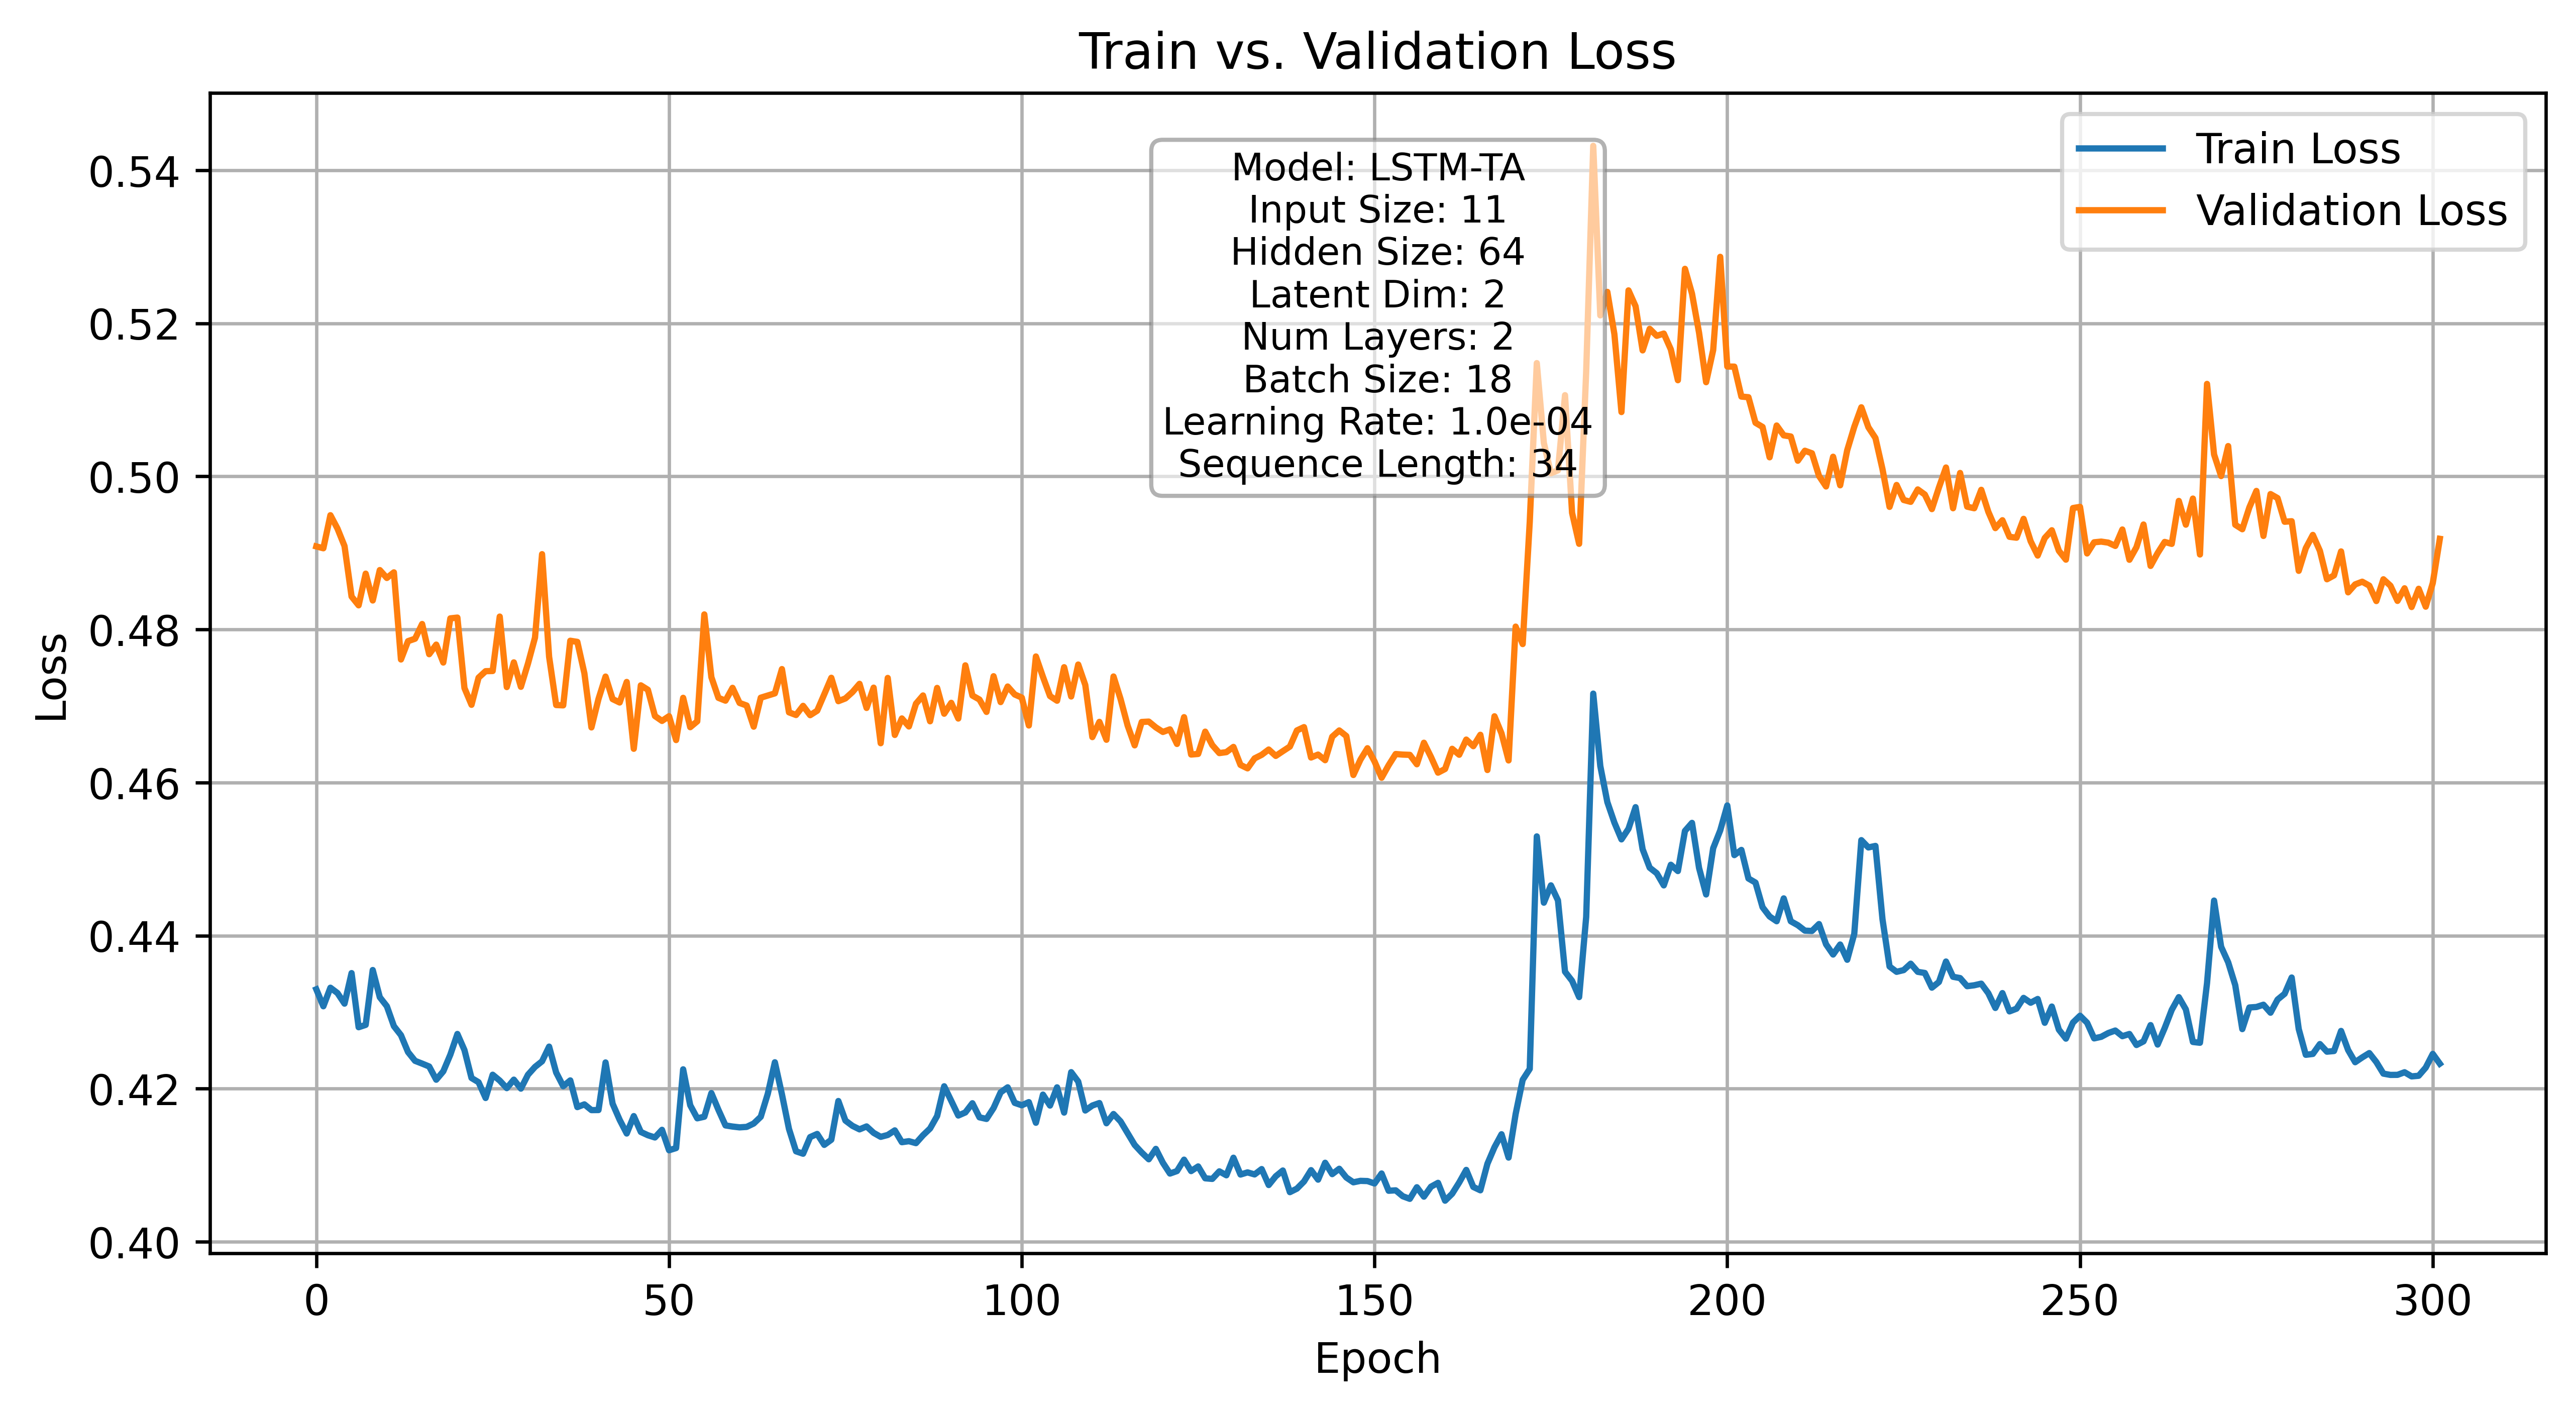 Train vs. Validation Loss
Train Loss
Validation Loss
Model: LSTM-TA
Input Size: 11
Hidden Size: 64
Latent Dim: 2
Num Layers: 2
Batch Size: 18
Learning Rate: 1.0e-04
Sequence Length: 34
Loss
0.54
0.52
0.50
0.48
0.46
0.44
0.42
0.40
0 50 100 150 200 250 300
Epoch